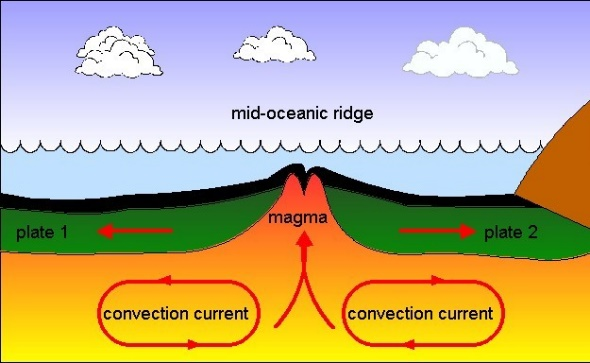 mid-oceanic ridge
magma
plate 1
plate 2
convection current
convection current